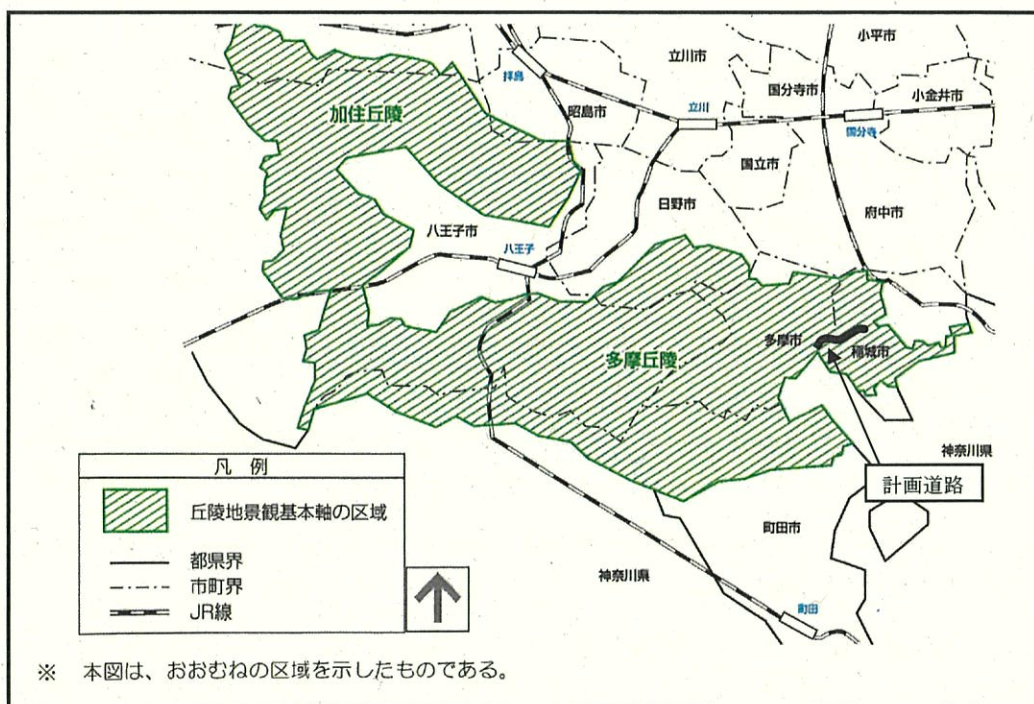 小平市
立川市
拝島
国分寺市
小金井市
昭島市
立川
国分寺
加住丘陵
国立市
日野市
府中市
八王子市
八王子
多摩市
稲城市
多摩丘陵
神奈川県
計画道路
凡 例
丘陵地景観基本軸の区域
都県界
市町界
JR線
町田市
神奈川県
町田
※ 本図は、おおむねの区域を示したものである。